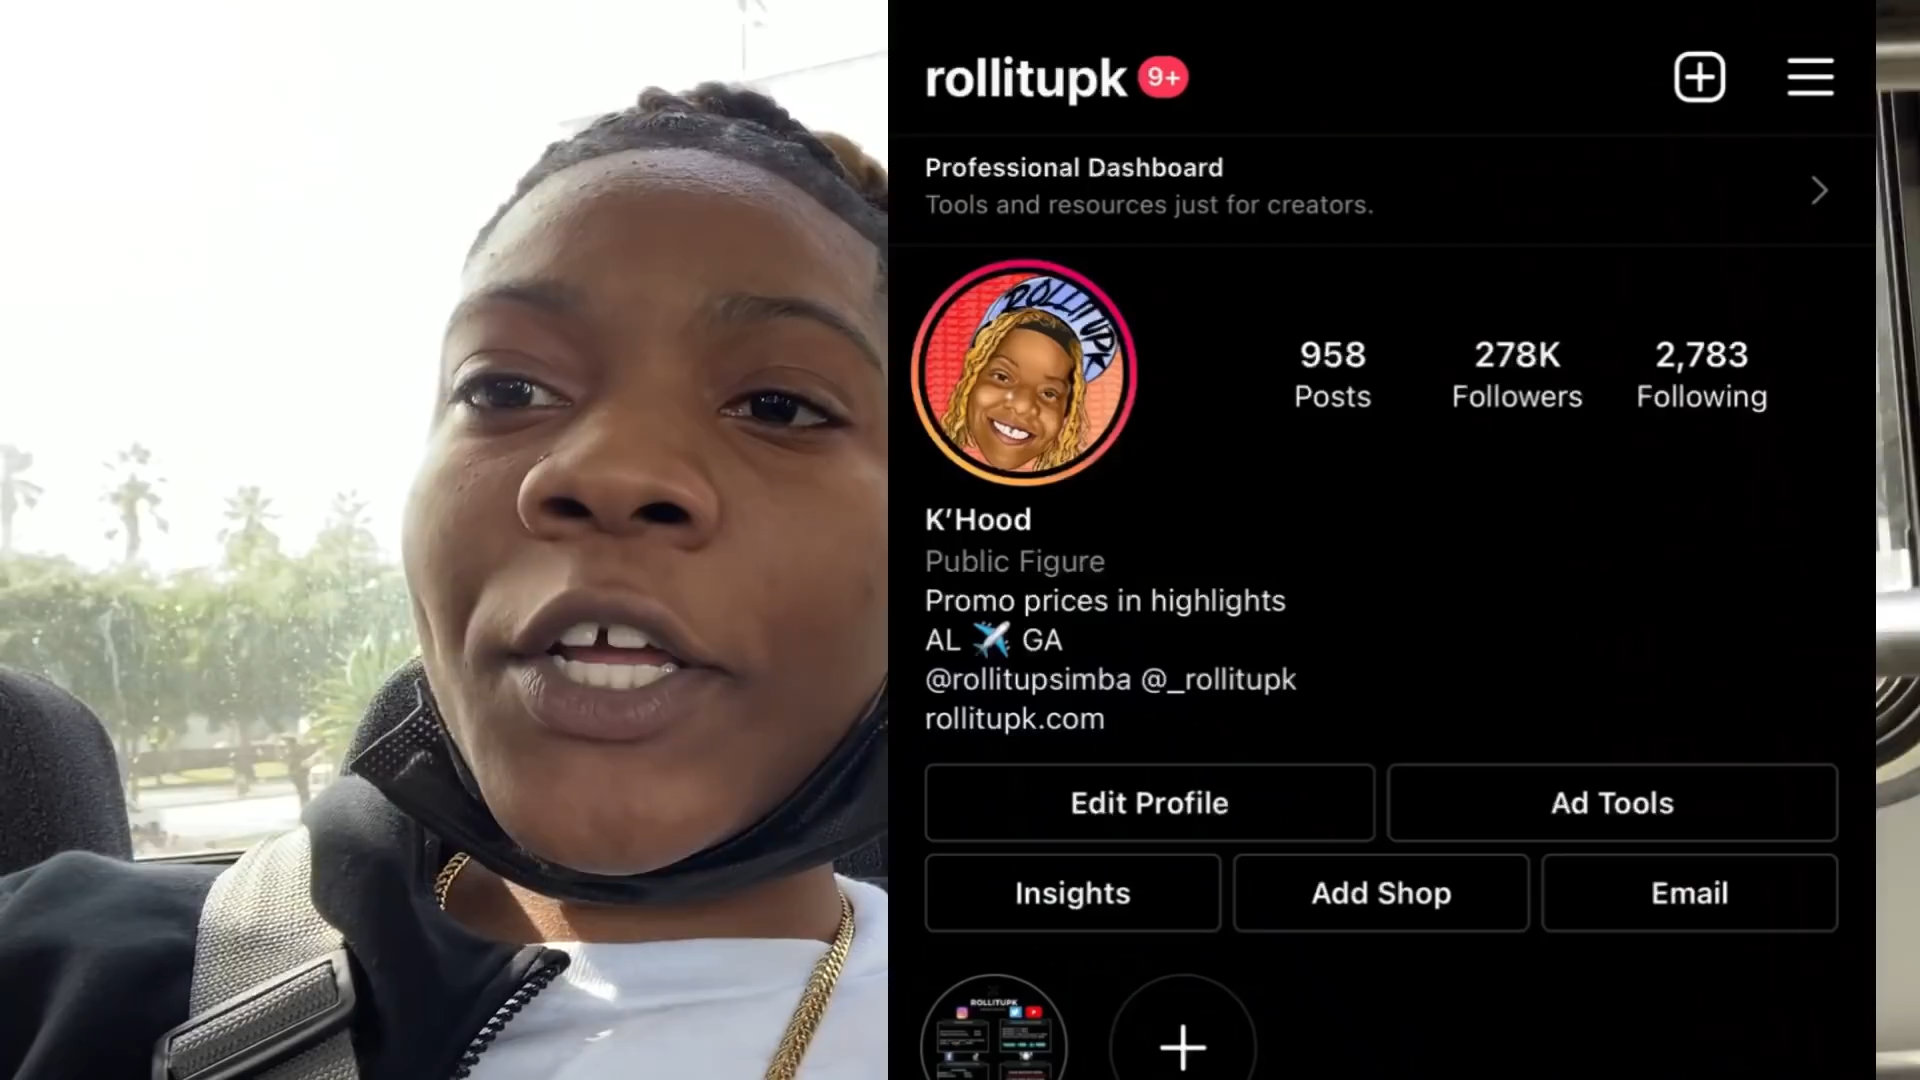 rollitupk 9+
Professional Dashboard
Tools and resources just for creators.
ROLLITUPK
958 278K 2,783
Posts Followers Following
K'Hood
Public Figure
Promo prices in highlights
AL ✈️ GA
@rollitupsimba @_rollitupk
rollitupk.com
Edit Profile Ad Tools
Insights Add Shop Email
ROLLITUPK